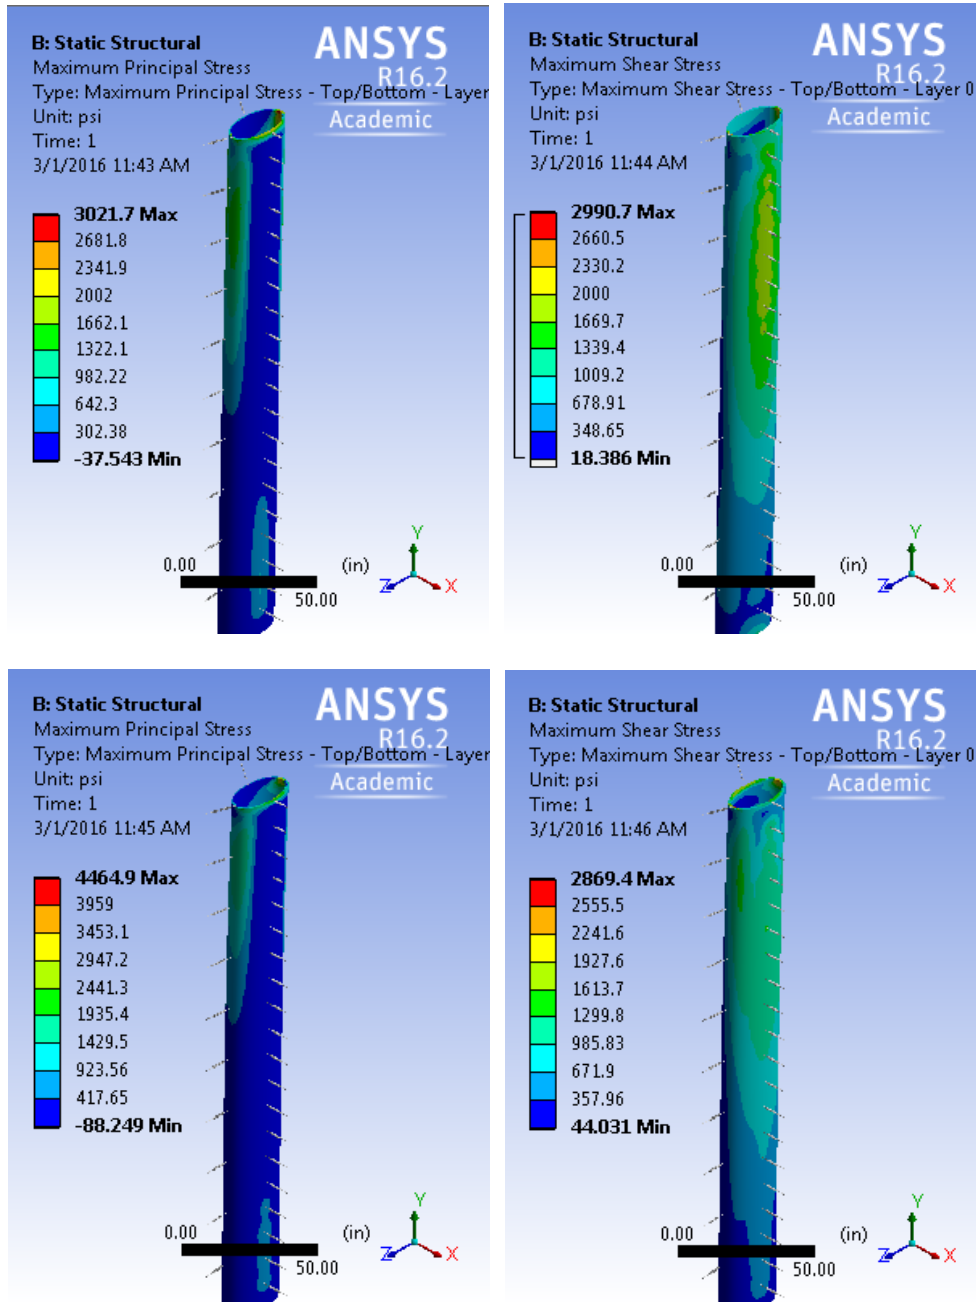 B: Static Structural
Maximum Principal Stress
Type: Maximum Principal Stress - Top/Bottom - Layer
Unit: psi
Time: 1
3/1/2016 11:43 AM
ANSYS
R16.2
Academic
3021.7 Max
2681.8
2341.9
2002
1662.1
1322.1
982.22
642.3
302.38
-37.543 Min
0.00
(in)
50.00
Y
Z
X
B: Static Structural
Maximum Shear Stress
Type: Maximum Shear Stress - Top/Bottom - Layer 0
Unit: psi
Time: 1
3/1/2016 11:44 AM
ANSYS
R16.2
Academic
2990.7 Max
2660.5
2330.2
2000
1669.7
1339.4
1009.2
678.91
348.65
18.386 Min
0.00
(in)
50.00
Y
Z
X
B: Static Structural
Maximum Principal Stress
Type: Maximum Principal Stress - Top/Bottom - Layer
Unit: psi
Time: 1
3/1/2016 11:45 AM
ANSYS
R16.2
Academic
4464.9 Max
3959
3453.1
2947.2
2441.3
1935.4
1429.5
923.56
417.65
-88.249 Min
0.00
(in)
50.00
Y
Z
X
B: Static Structural
Maximum Shear Stress
Type: Maximum Shear Stress - Top/Bottom - Layer 0
Unit: psi
Time: 1
3/1/2016 11:46 AM
ANSYS
R16.2
Academic
2869.4 Max
2555.5
2241.6
1927.6
1613.7
1299.8
985.83
671.9
357.96
44.031 Min
0.00
(in)
50.00
Y
Z
X